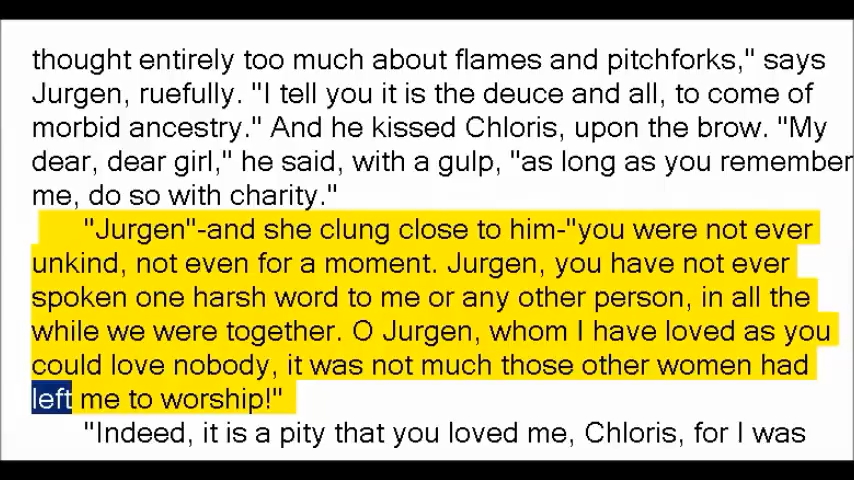 thought entirely too much about flames and pitchforks," says
Jurgen, ruefully. "I tell you it is the deuce and all, to come of
morbid ancestry." And he kissed Chloris, upon the brow. "My
dear, dear girl," he said, with a gulp, "as long as you remember
me, do so with charity."
"Jurgen"-and she clung close to him-"you were not ever
unkind, not even for a moment. Jurgen, you have not ever
spoken one harsh word to me or any other person, in all the
while we were together. O Jurgen, whom I have loved as you
could love nobody, it was not much those other women had
left me to worship!"
"Indeed, it is a pity that you loved me, Chloris, for I was